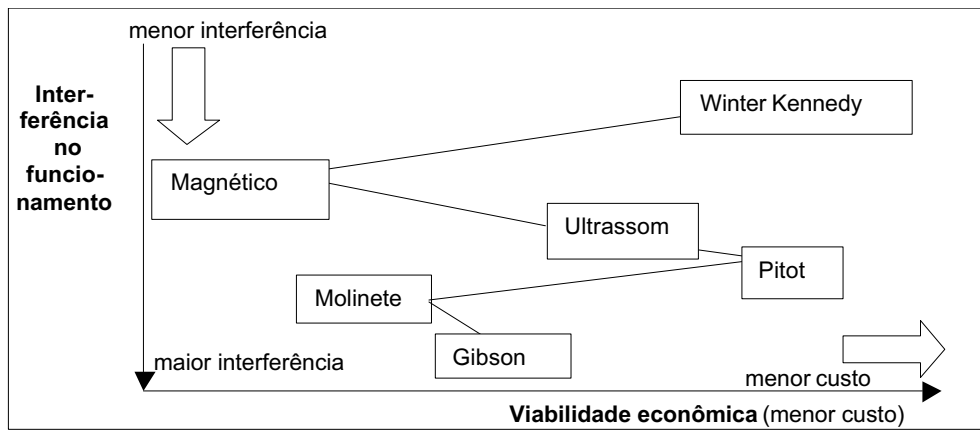 menor interferência
Inter-
ferência
no
funcio-
namento
Winter Kennedy
Magnético
Ultrassom
Pitot
Molinete
Gibson
maior interferência
menor custo
Viabilidade econômica (menor custo)